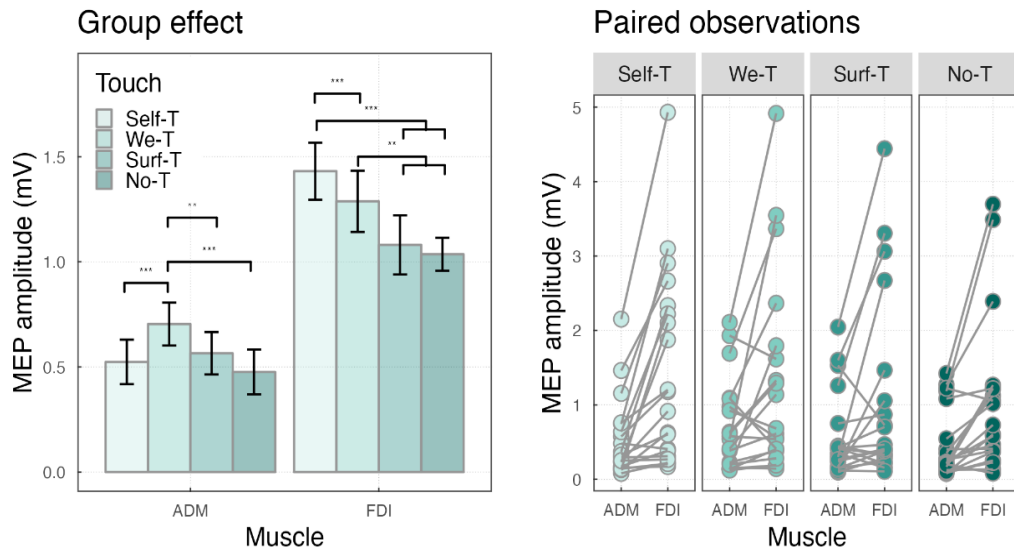 Group effect
Touch
Self-T
We-T
Surf-T
No-T
***
***
**
**
***
***
MEP amplitude (mV)
0.0
0.5
1.0
1.5
ADM
FDI
Muscle
Paired observations
Self-T
We-T
Surf-T
No-T
MEP amplitude (mV)
5
4
3
2
1
0
ADM FDI
ADM FDI
ADM FDI
ADM FDI
Muscle